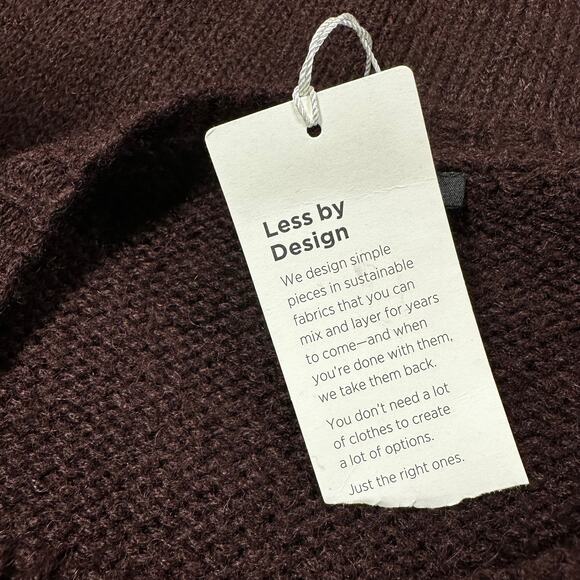 Less by
Design
We design simple
pieces in sustainable
fabrics that you can
mix and layer for years
to come—and when
you're done with them,
we take them back.
You don't need a lot
of clothes to create
a lot of options.
Just the right ones.